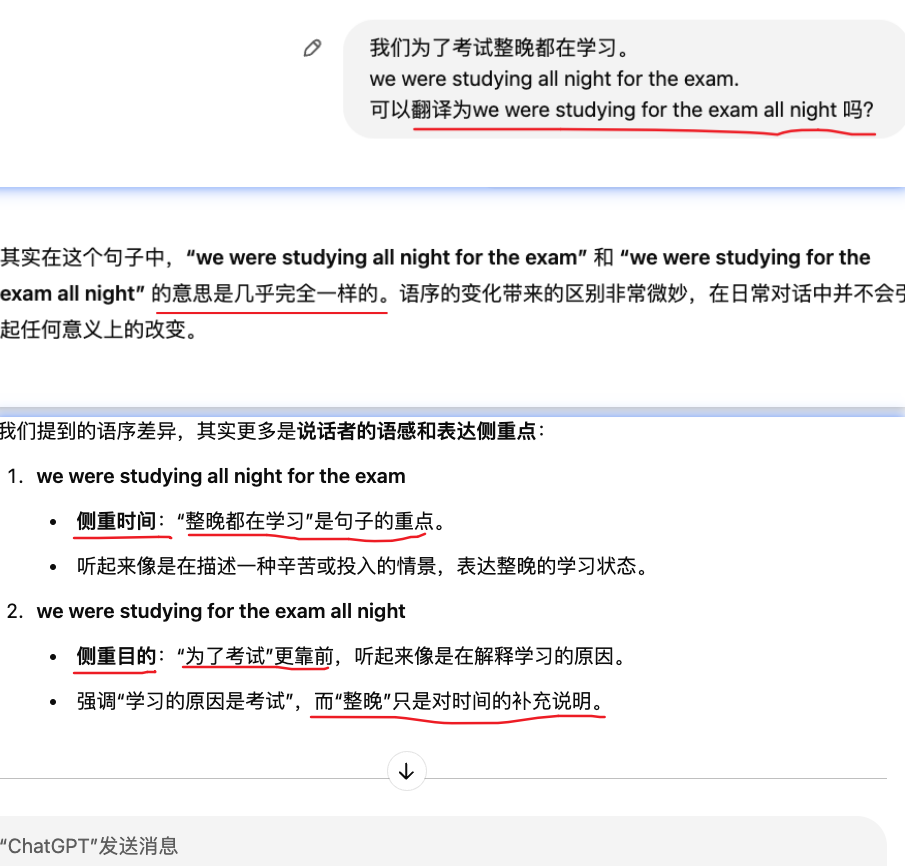 我们为了考试整晚都在学习。
we were studying all night for the exam.
可以翻译为we were studying for the exam all night 吗?
其实在这个句子中，“we were studying all night for the exam” 和 “we were studying for the
exam all night” 的意思是几乎完全一样的。语序的变化带来的区别非常微妙，在日常对话中并不会引
起任何意义上的改变。
我们提到的语序差异，其实更多是说话者的语感和表达侧重点：
1. we were studying all night for the exam
• 侧重时间：“整晚都在学习”是句子的重点。
• 听起来像是在描述一种辛苦或投入的情景，表达整晚的学习状态。
2. we were studying for the exam all night
• 侧重目的：“为了考试”更靠前，听起来像是在解释学习的原因。
• 强调“学习的原因是考试”，而“整晚”只是对时间的补充说明。
“ChatGPT”发送消息